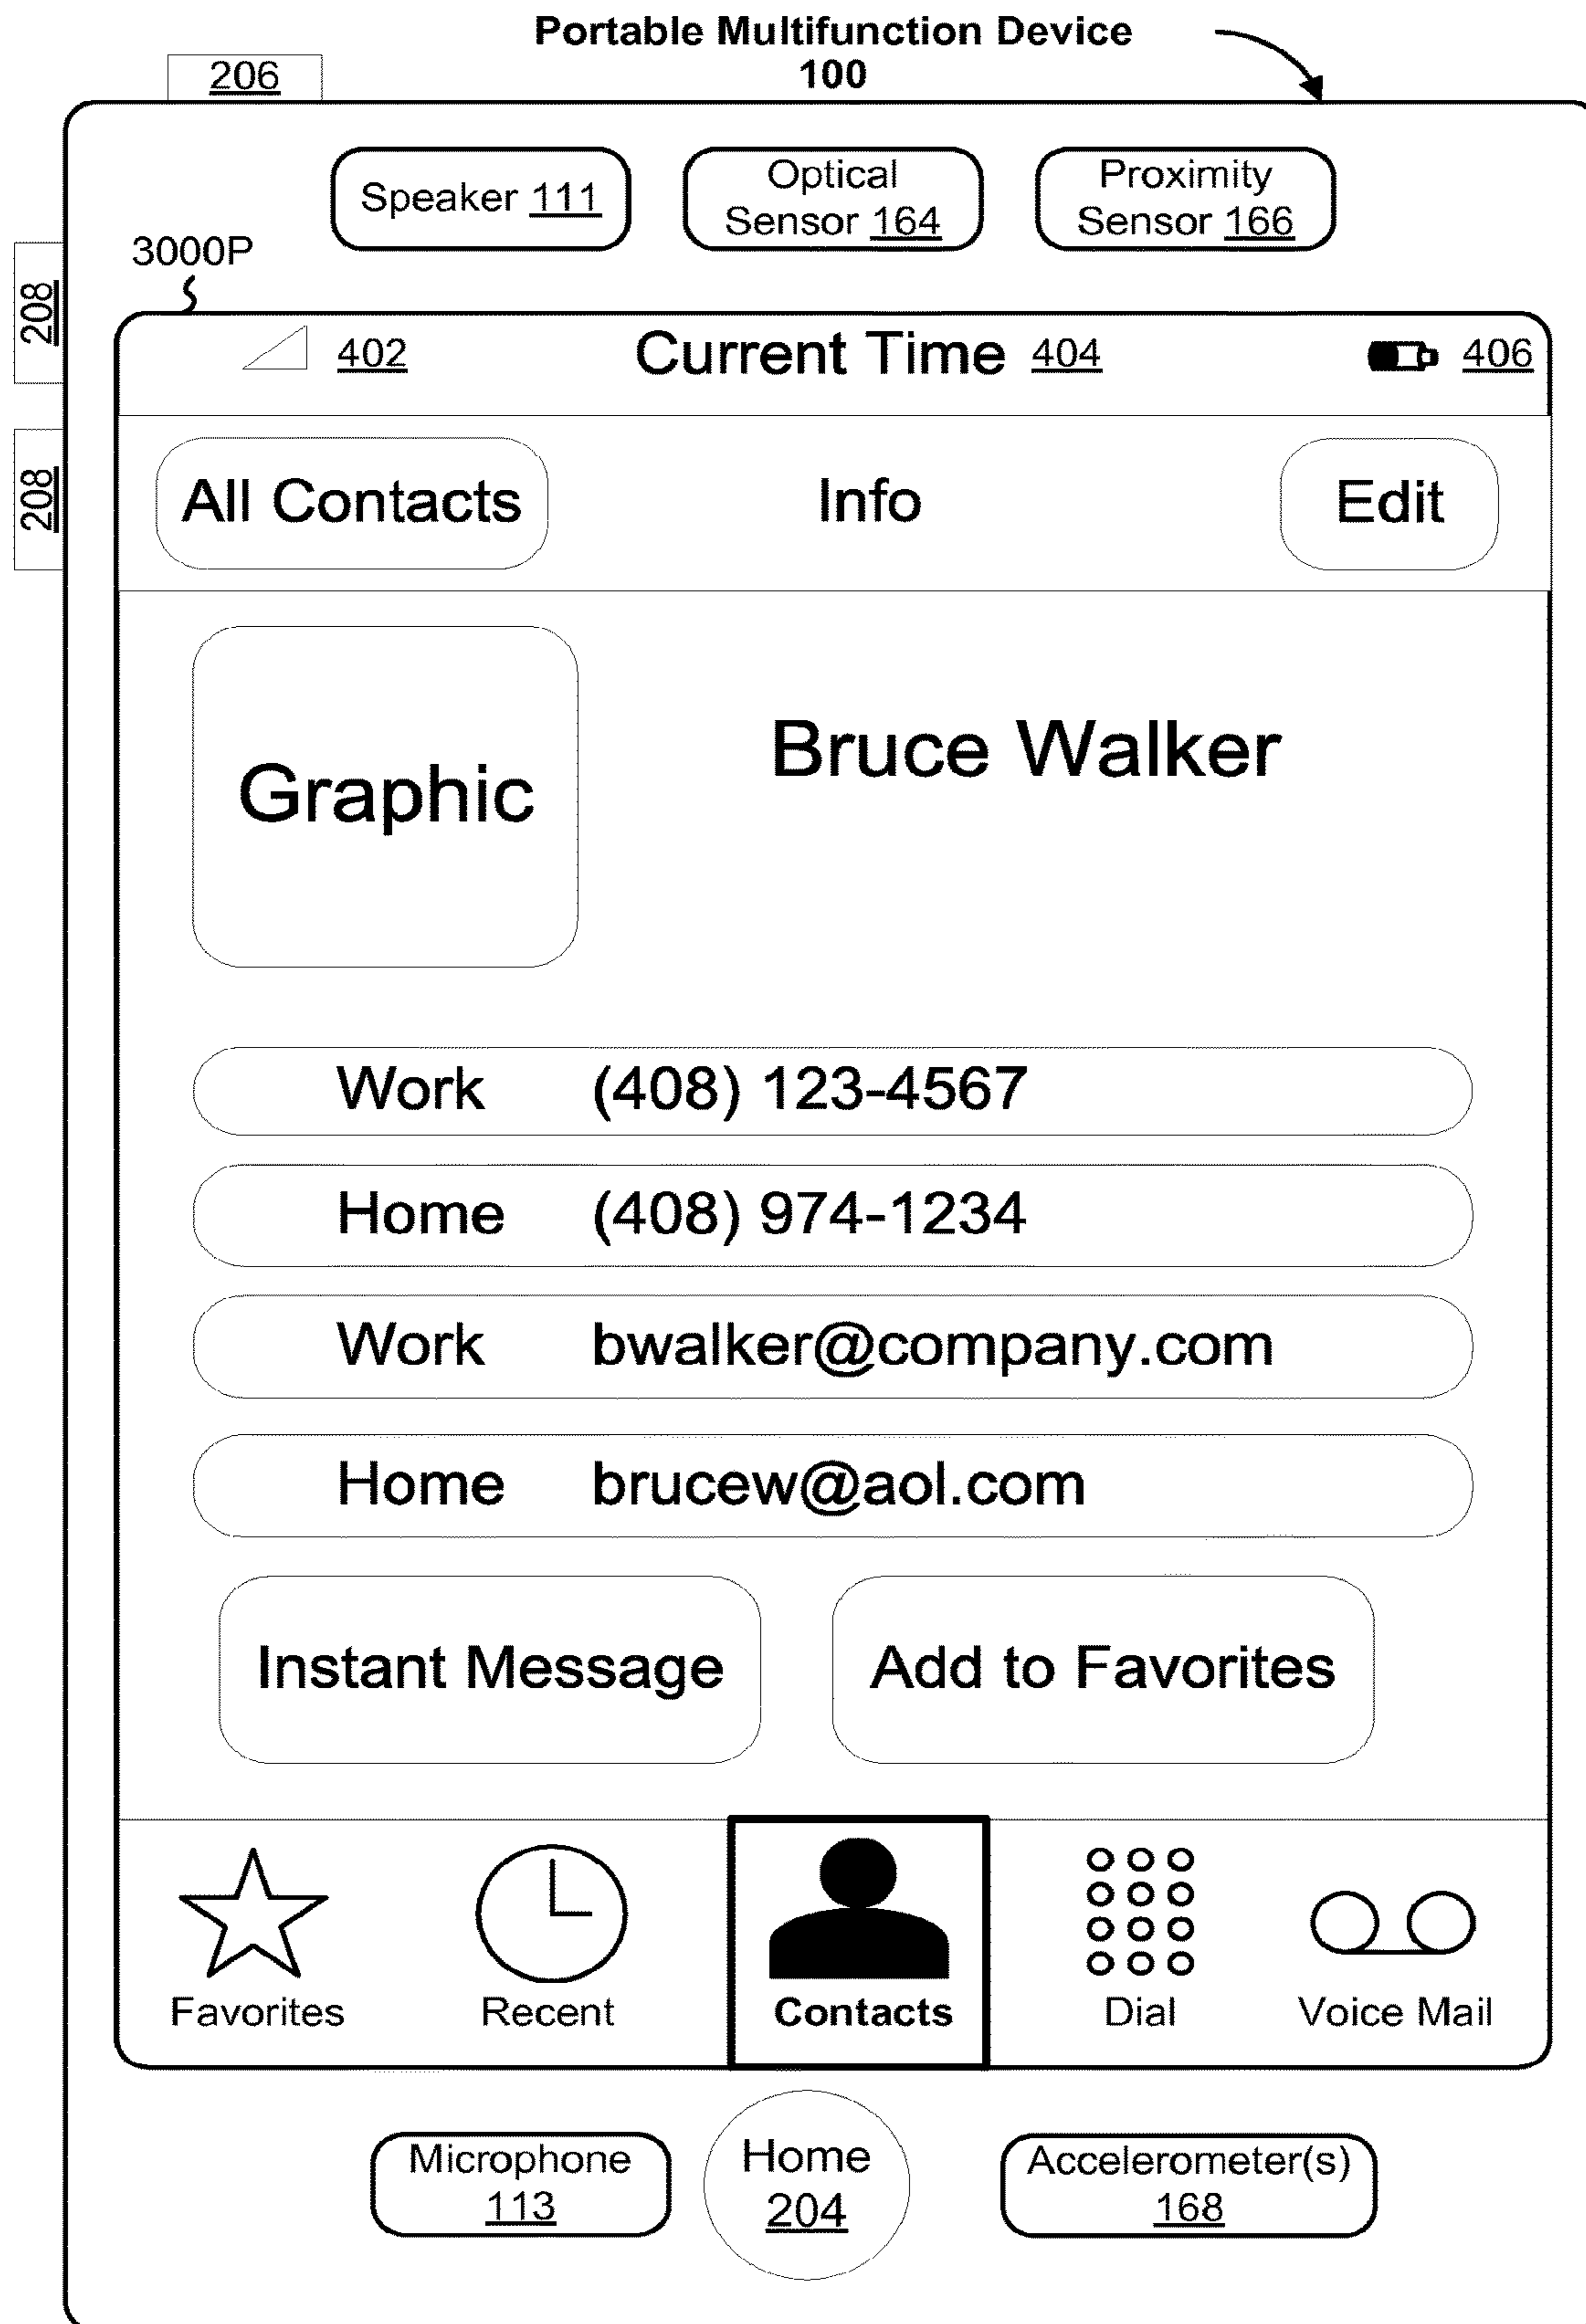 Portable Multifunction Device
100
206
Speaker 111
Optical
Sensor 164
Proximity
Sensor 166
3000P
208
208
402
Current Time 404
406
All Contacts
Info
Edit
Graphic
Bruce Walker
Work (408) 123-4567
Home (408) 974-1234
Work bwalker@company.com
Home brucew@aol.com
Instant Message
Add to Favorites
Favorites
Recent
Contacts
Dial
Voice Mail
Microphone
113
Home
204
Accelerometer(s)
168